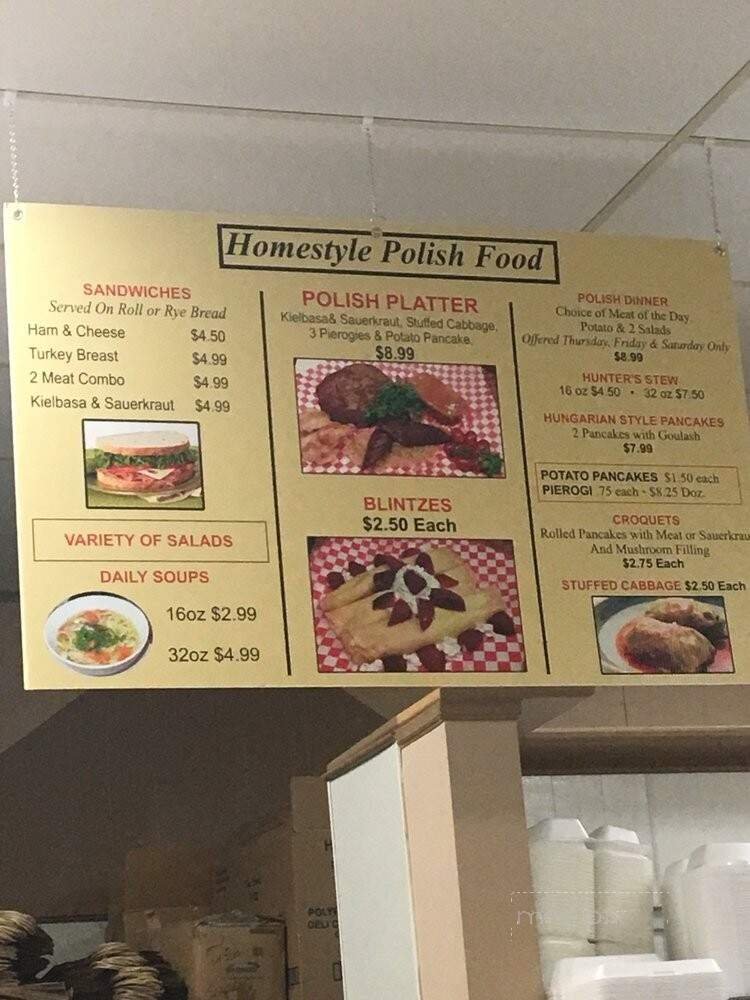 Homestyle Polish Food
SANDWICHES
Served On Roll or Rye Bread
Ham & Cheese $4.50
Turkey Breast $4.99
2 Meat Combo $4.99
Kielbasa & Sauerkraut $4.99
VARIETY OF SALADS
DAILY SOUPS
16oz $2.99
32oz $4.99
POLISH PLATTER
Kielbasa& Sauerkraut, Stuffed Cabbage,
3 Pierogies & Potato Pancake,
$8.99
BLINTZES
$2.50 Each
POLISH DINNER
Choice of Meat of the Day
Potato & 2 Salads
Offered Thursday, Friday & Saturday Only
$8.99
HUNTER'S STEW
16 oz $4.50 • 32 oz $7.50
HUNGARIAN STYLE PANCAKES
2 Pancakes with Goulash
$7.99
POTATO PANCAKES $1.50 each
PIEROGI .75 each - $8.25 Doz.
CROQUETS
Rolled Pancakes with Meat or Sauerkrau
And Mushroom Filling
$2.75 Each
STUFFED CABBAGE $2.50 Each